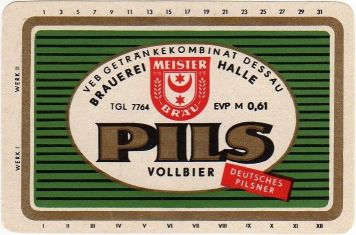 1 3 5 7 9 11 13 15 17 19 21 23 25 27 29 31
VEB GETRÄNKEKOMBINAT DESSAU
BRAUEREI HALLE
MEISTER
BRÄU
TGL 7764 EVP M 0,61
PILS
VOLLBIER
DEUTSCHES
PILSNER
WERK II
WERK I
I II III IV V VI VII VIII IX X XI XII